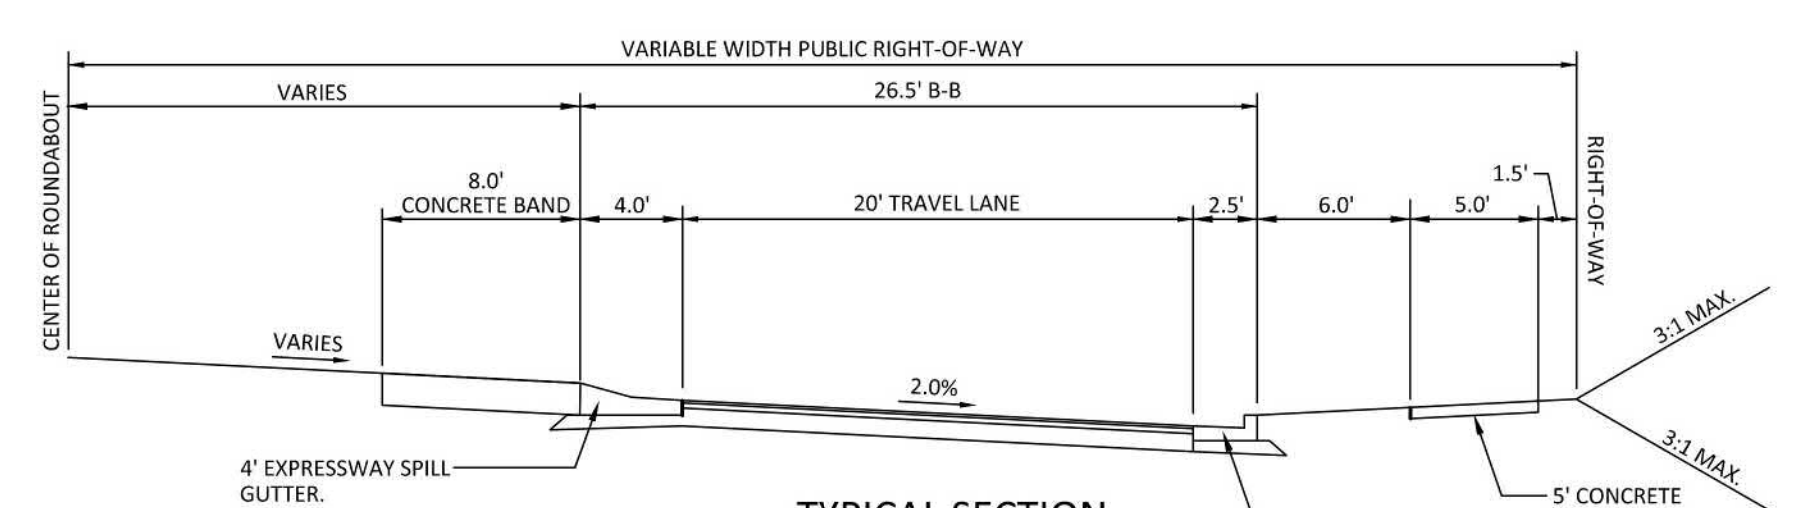 VARIABLE WIDTH PUBLIC RIGHT-OF-WAY
VARIES
26.5' B-B
CENTER OF ROUNDABOUT
8.0'
CONCRETE BAND
4.0'
20' TRAVEL LANE
2.5'
6.0'
5.0'
1.5'
RIGHT-OF-WAY
VARIES
2.0%
3:1 MAX.
3:1 MAX.
4' EXPRESSWAY SPILL
GUTTER.
TYPICAL SECTION
5' CONCRETE